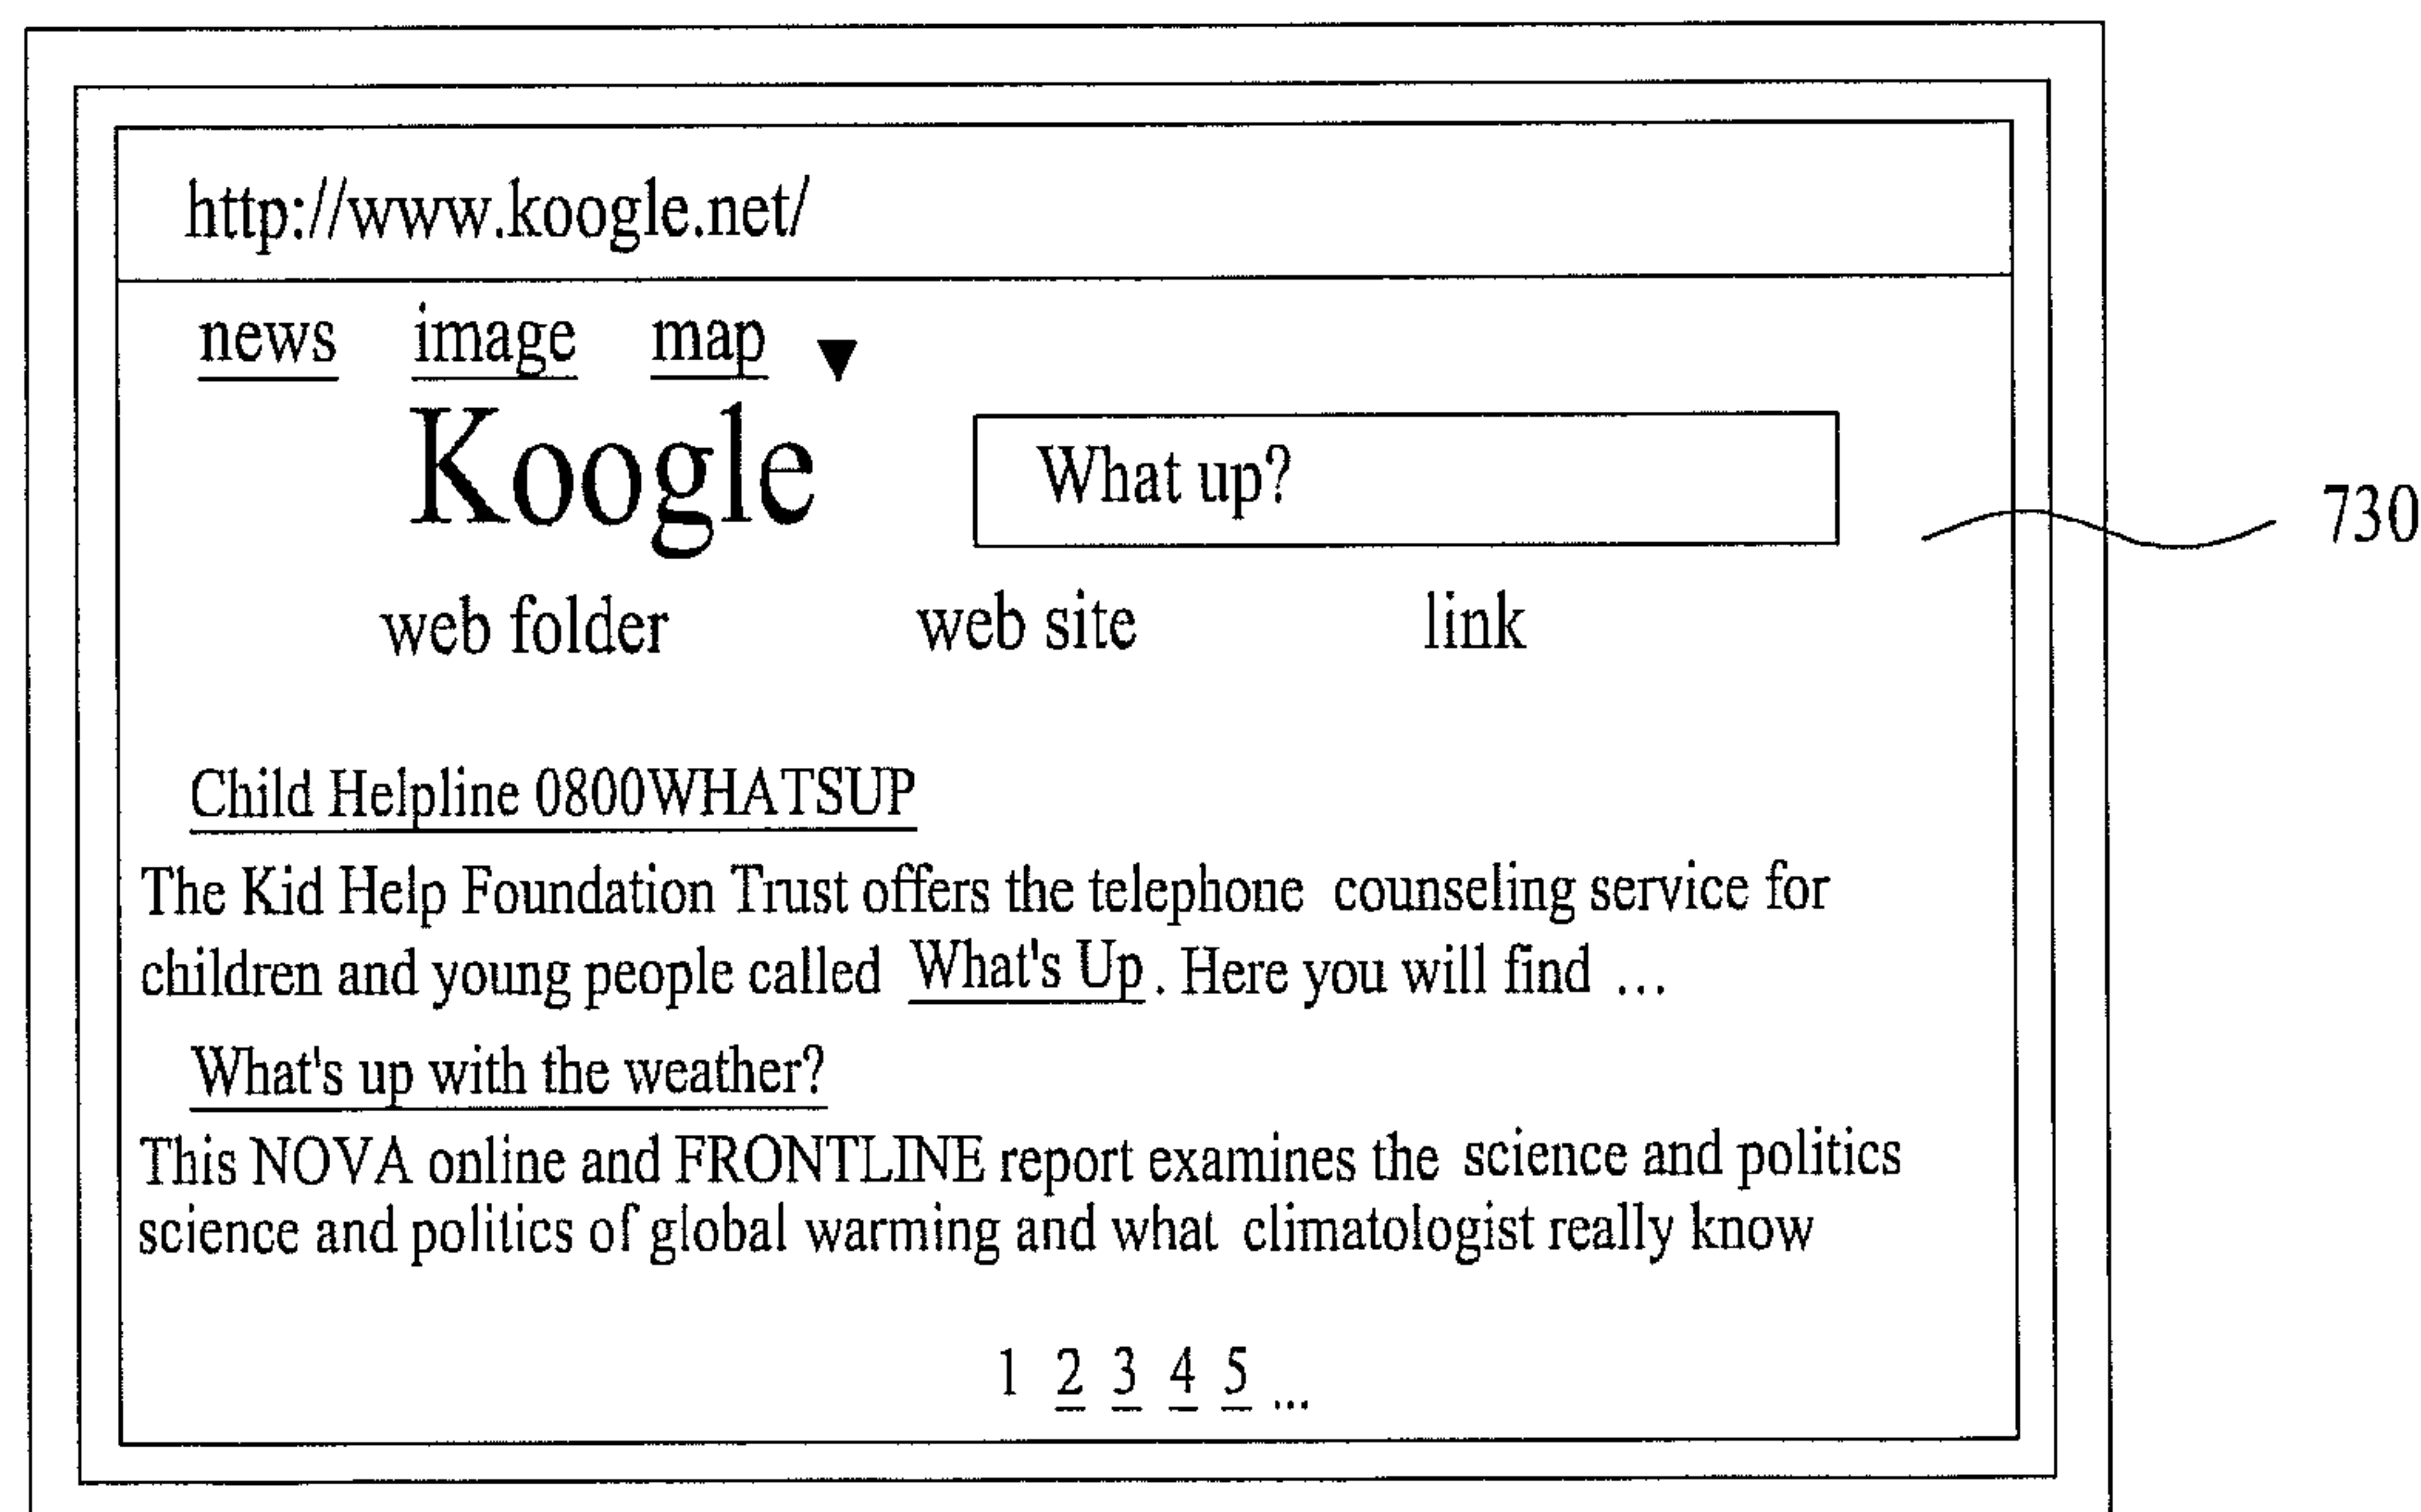 http://www.koogle.net/
news image map ▼
Koogle What up?
730
web folder web site link
Child Helpline 0800WHATSUP
The Kid Help Foundation Trust offers the telephone counseling service for
children and young people called What's Up. Here you will find ...
What's up with the weather?
This NOVA online and FRONTLINE report examines the science and politics
science and politics of global warming and what climatologist really know
1 2 3 4 5 ...